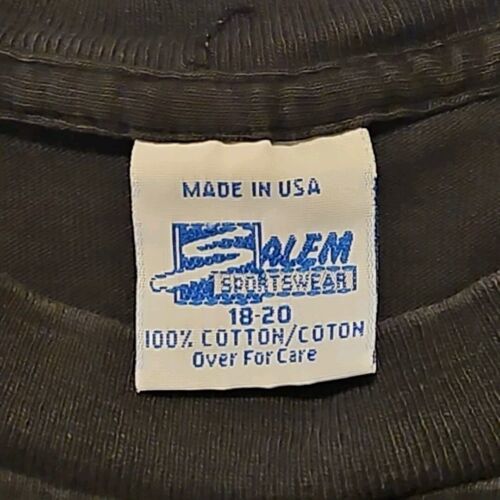 MADE IN USA
SALEM
SPORTSWEAR
18-20
100% COTTON/COTON
OVER FOR CARE